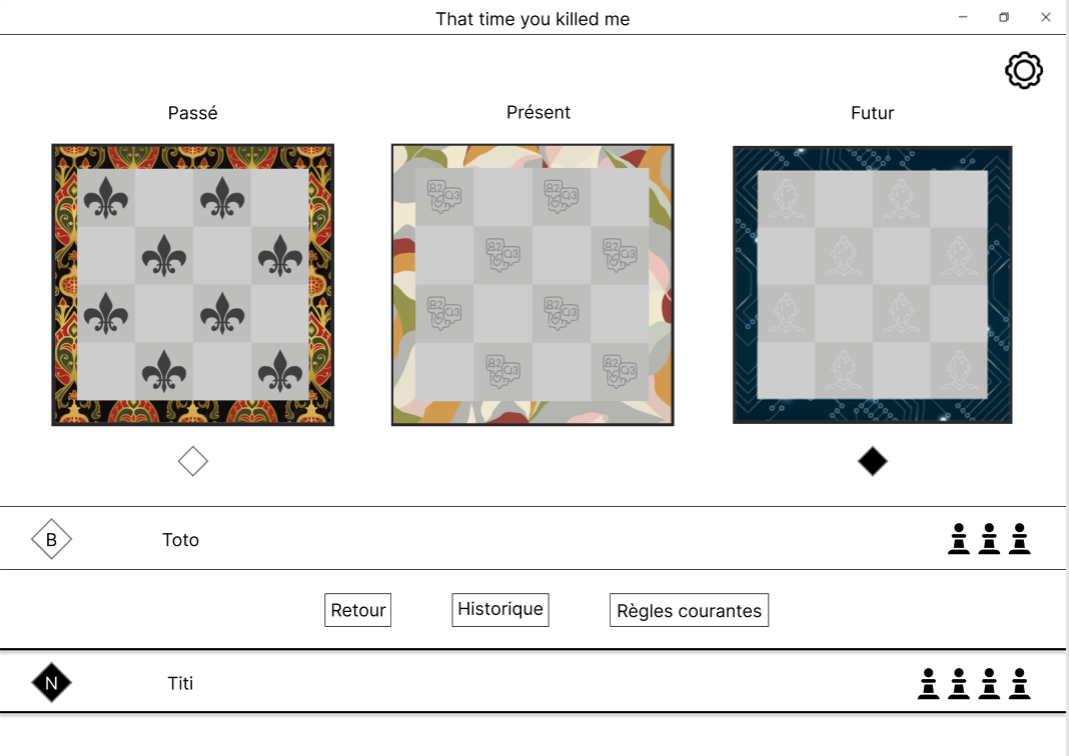 That time you killed me
Passé
Présent
Futur
B
Toto
Retour
Historique
Règles courantes
N
Titi